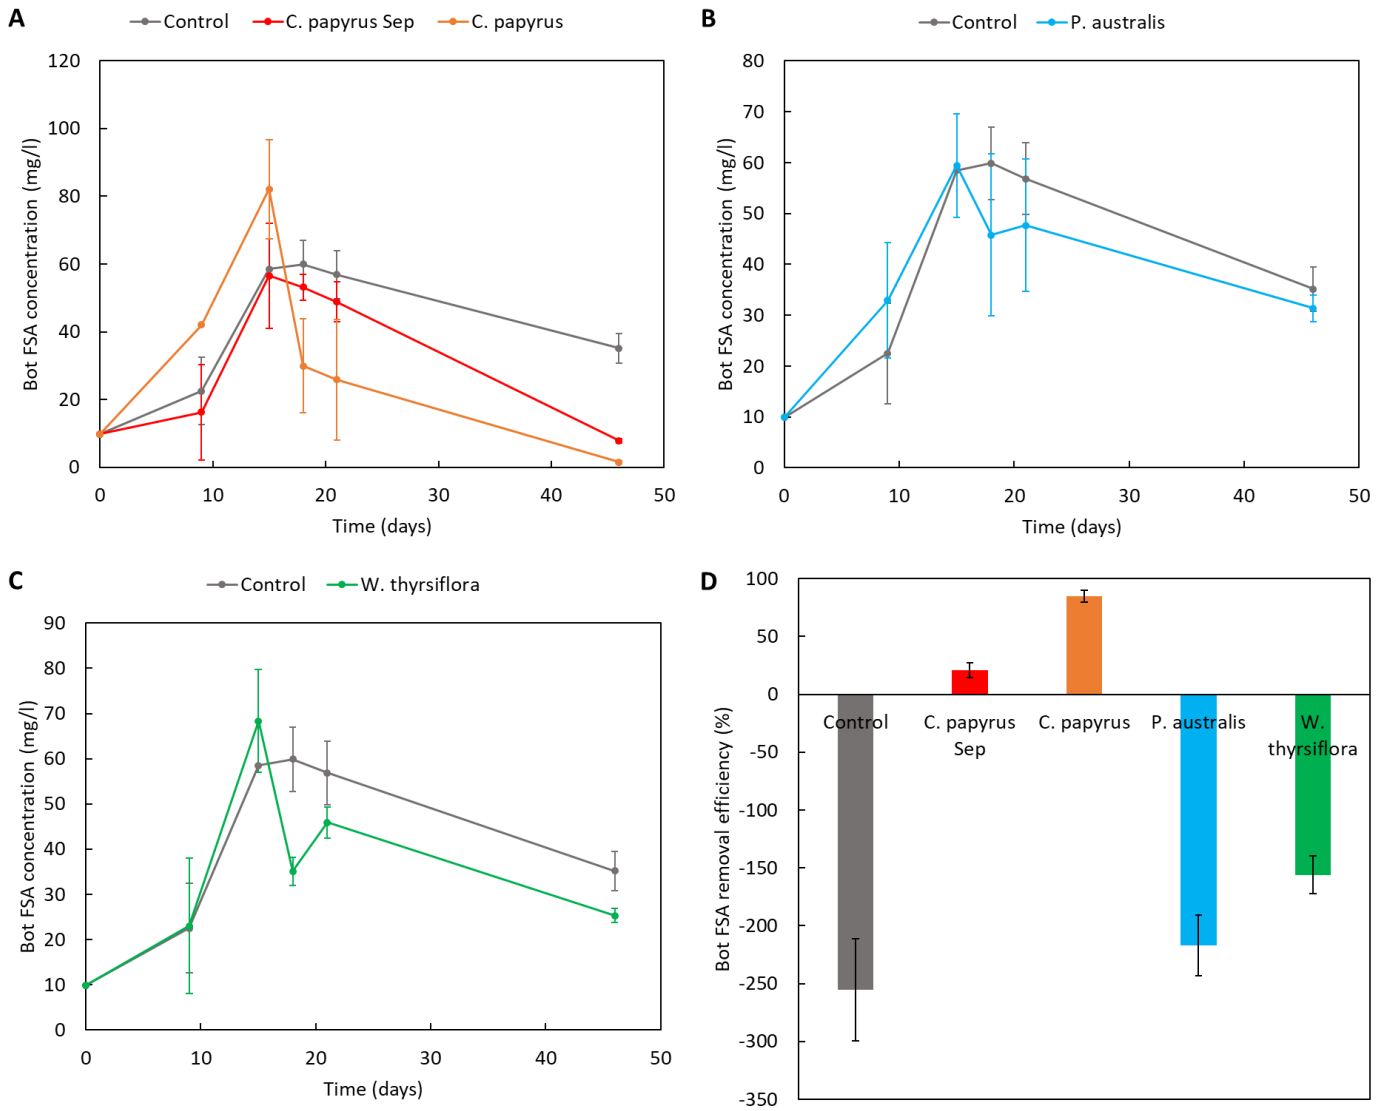 A
Control
C. papyrus Sep
C. papyrus
120
100
80
60
40
20
0
Bot FSA concentration (mg/l)
0 10 20 30 40 50
Time (days)
B
Control
P. australis
80
70
60
50
40
30
20
10
0
Bot FSA concentration (mg/l)
0 10 20 30 40 50
Time (days)
C
Control
W. thyrsiflora
90
80
70
60
50
40
30
20
10
0
Bot FSA concentration (mg/l)
0 10 20 30 40 50
Time (days)
D
100
50
0
-50
-100
-150
-200
-250
-300
-350
Bot FSA removal efficiency (%)
Control
C. papyrus
Sep
C. papyrus
P. australis
W.
thyrsiflora